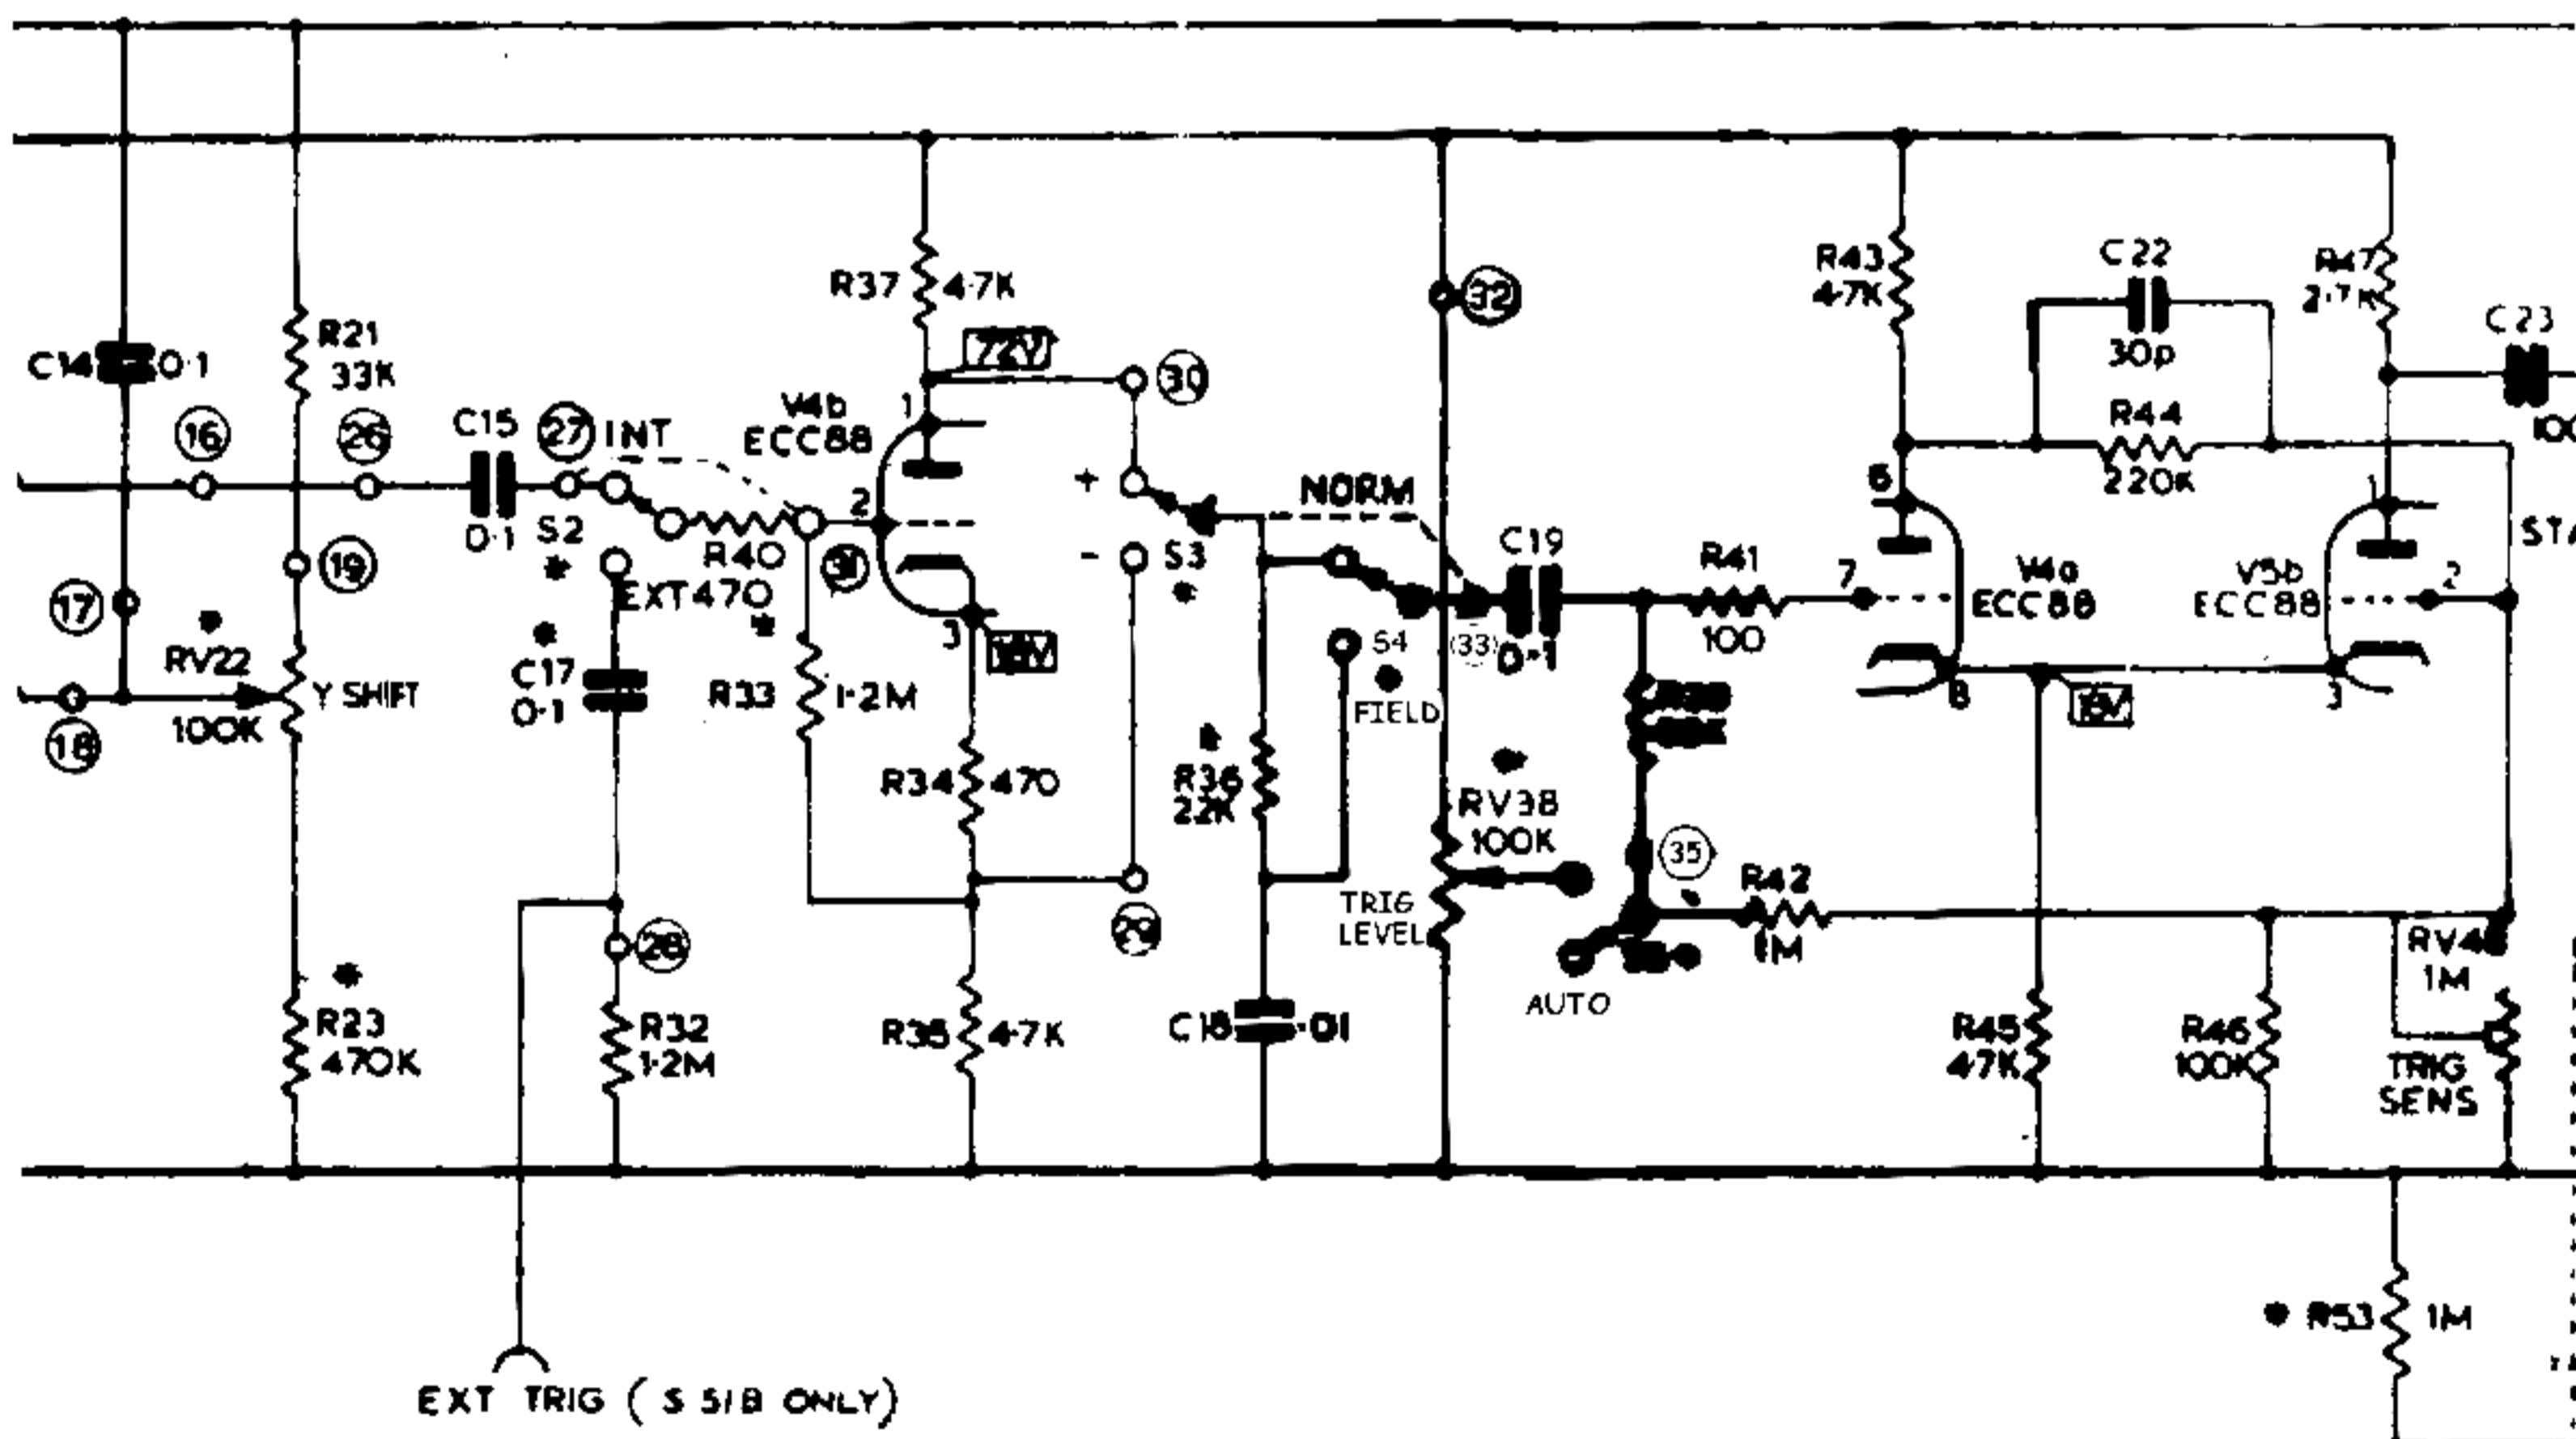 C14
0·1
R21
33K
16
26
17
18
19
RV22
100K
Y SHIFT
R23
470K
C15
0·1
27
INT
S2
R40
470
EXT
C17
0·1
28
R32
1·2M
EXT TRIG ( S 51B ONLY)
R33
1·2M
31
R37
4·7K
72V
V4b
ECC88
1
2
3
R34
470
R35
4·7K
30
+
-
S3
29
NORM
R36
22K
C18
·01
S4
FIELD
32
33
C19
0·1
RV38
100K
TRIG
LEVEL
AUTO
35
R41
100
R42
1M
R43
4·7K
6
7
V4a
ECC88
8
C22
30p
R44
220K
R47
2·7K
C23
V5b
ECC88
1
2
3
R45
R46
100K
1M
TRIG
SENS
R53
1M